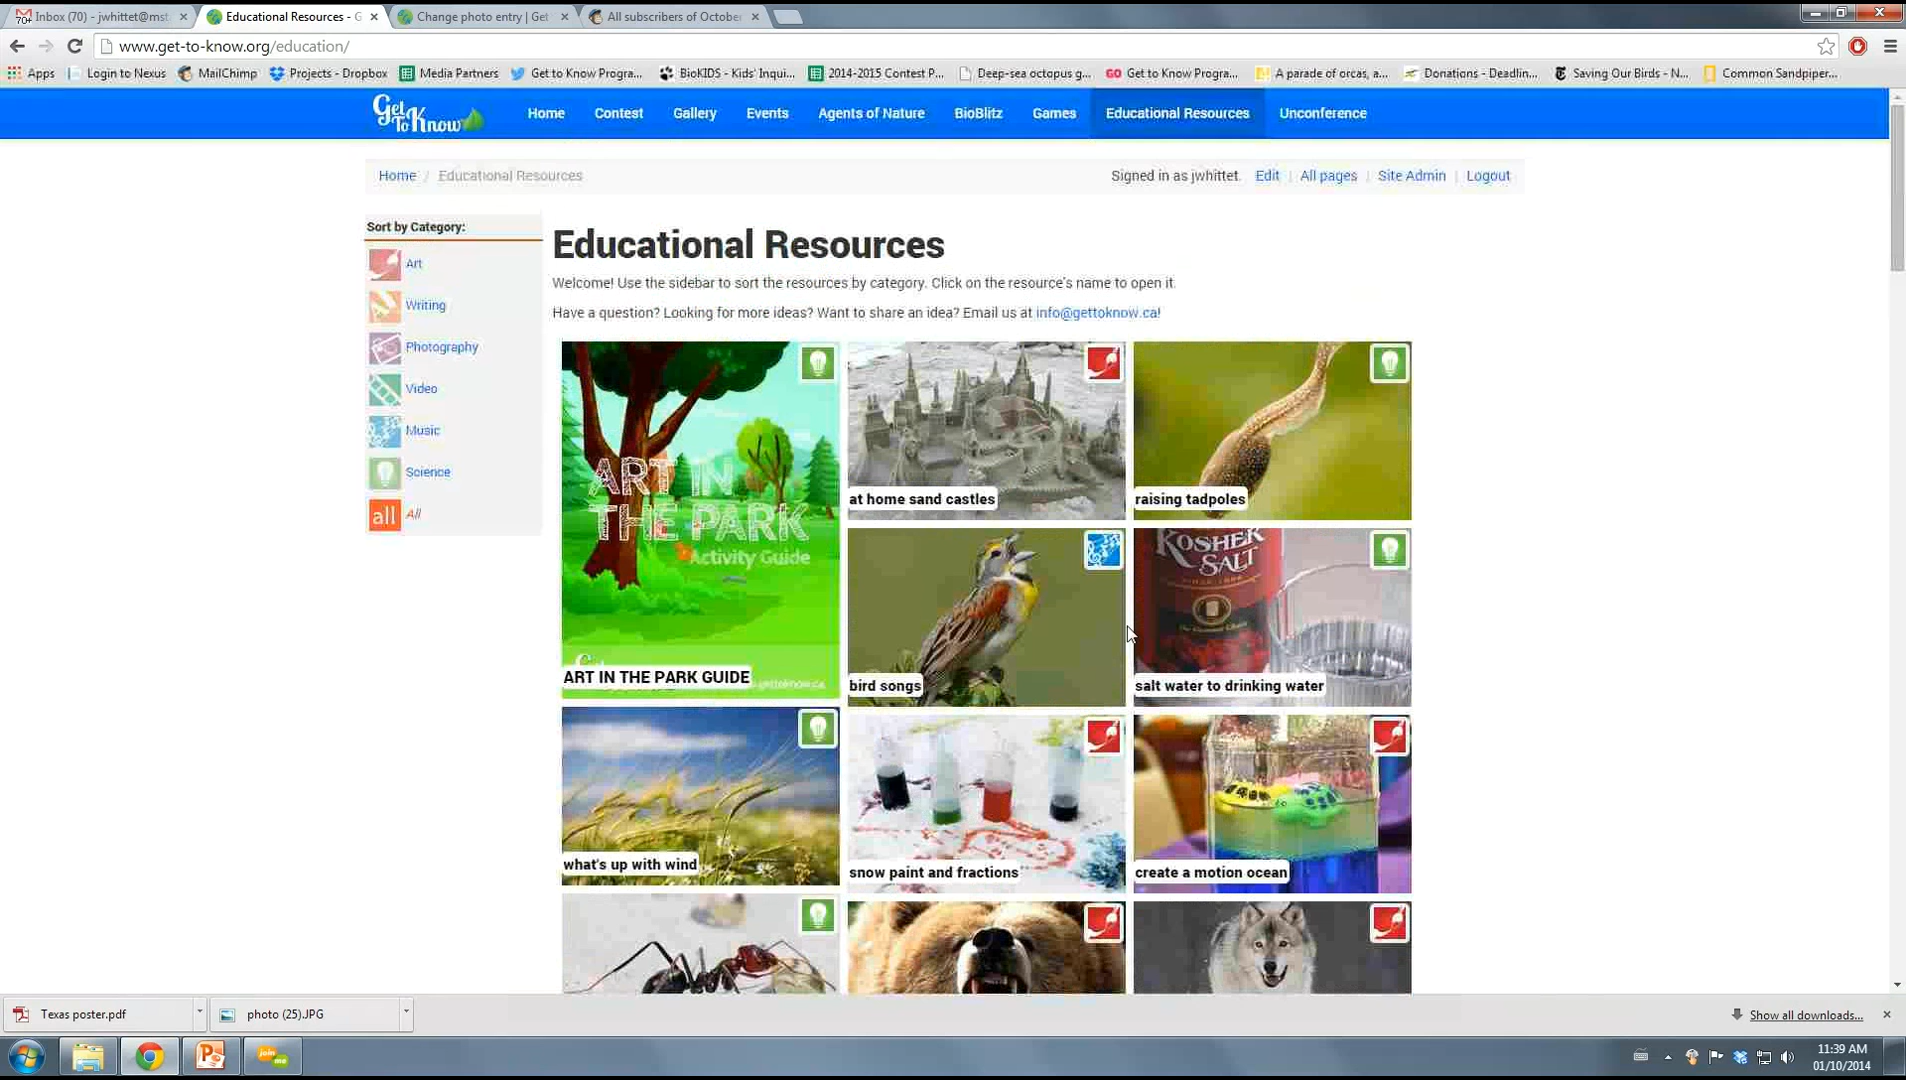 Inbox (70) - jwhittet@mst
Educational Resources - G
Change photo entry | Get
All subscribers of October
www.get-to-know.org/education/
Apps
Login to Nexus
MailChimp
Projects - Dropbox
Media Partners
Get to Know Progra...
BioKIDS - Kids' Inqui...
2014-2015 Contest P...
Deep-sea octopus g...
GO Get to Know Progra...
A parade of orcas, a...
Donations - Deadlin...
Saving Our Birds - N...
Common Sandpiper...
Get To Know
Home
Contest
Gallery
Events
Agents of Nature
BioBlitz
Games
Educational Resources
Unconference
Home / Educational Resources
Signed in as jwhittet. Edit | All pages | Site Admin | Logout
Sort by Category:
Art
Writing
Photography
Video
Music
Science
all All
Educational Resources
Welcome! Use the sidebar to sort the resources by category. Click on the resource's name to open it.
Have a question? Looking for more ideas? Want to share an idea? Email us at info@gettoknow.ca!
ART IN
THE PARK
Activity Guide
ART IN THE PARK GUIDE
gettoknow.ca
at home sand castles
raising tadpoles
bird songs
KOSHER
SALT
salt water to drinking water
what's up with wind
snow paint and fractions
create a motion ocean
Texas poster.pdf
photo (25).JPG
Show all downloads...
join me
11:39 AM
01/10/2014